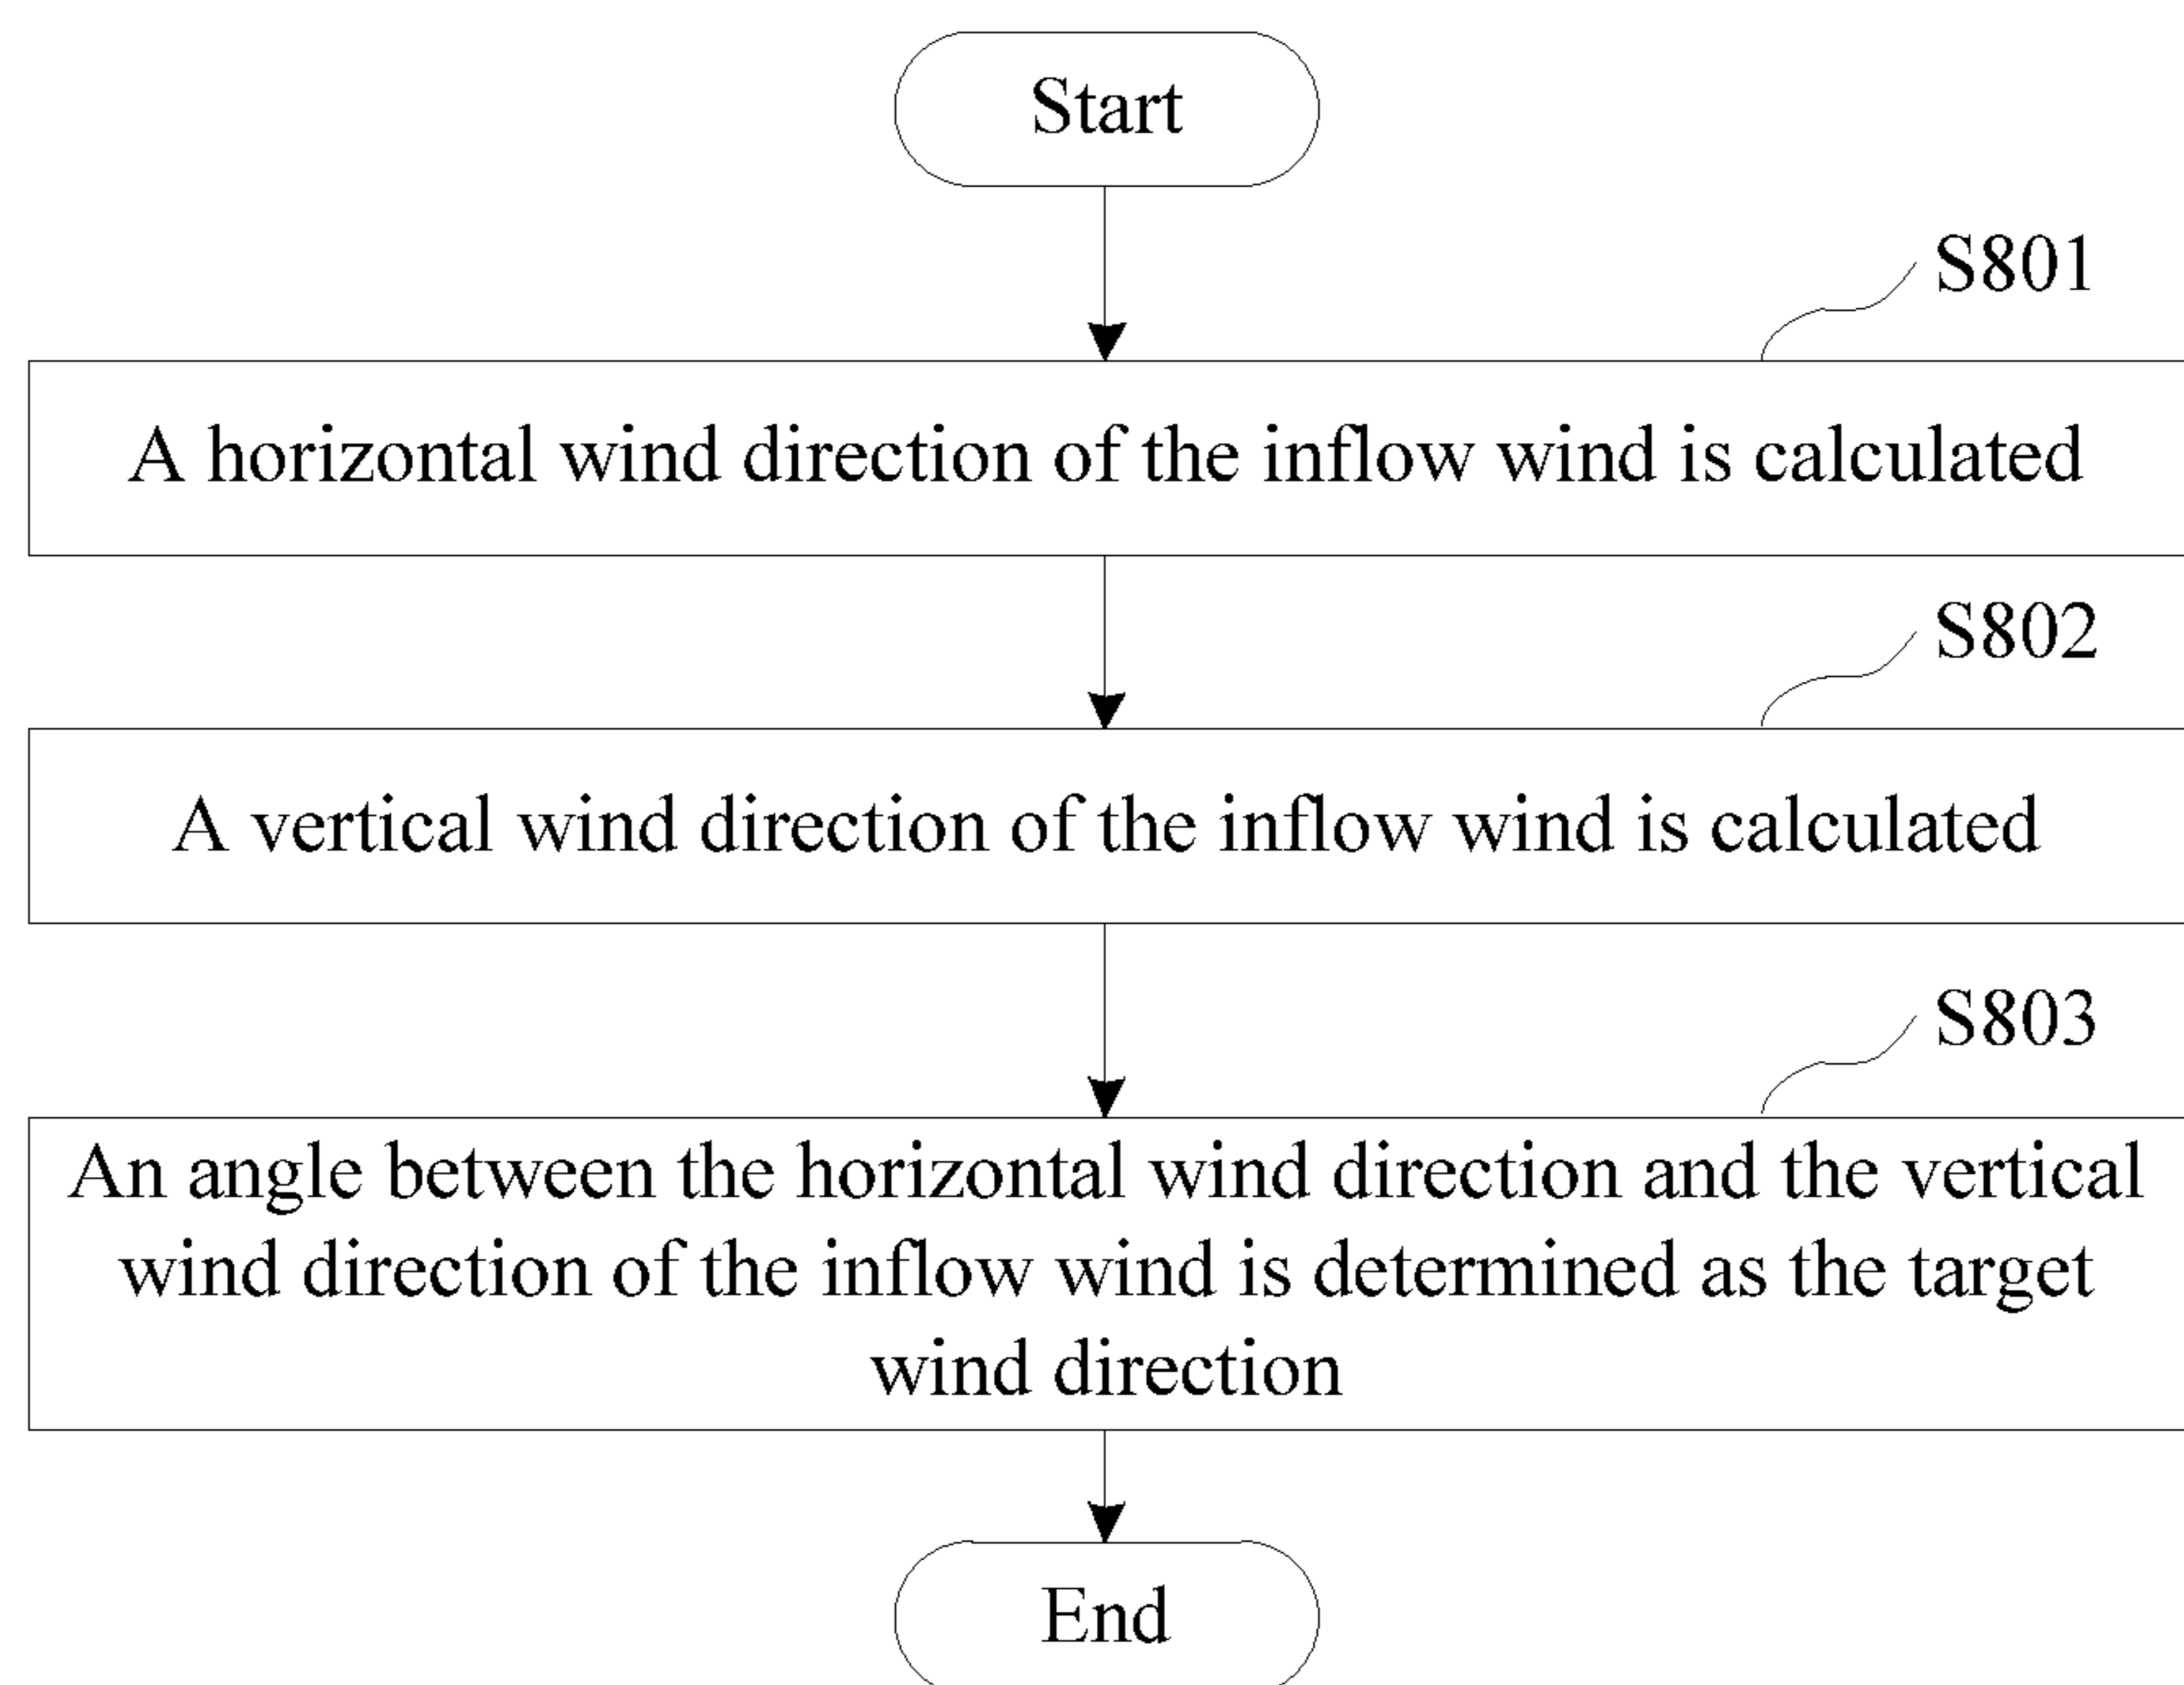 Start
S801
A horizontal wind direction of the inflow wind is calculated
S802
A vertical wind direction of the inflow wind is calculated
S803
An angle between the horizontal wind direction and the vertical
wind direction of the inflow wind is determined as the target
wind direction
End